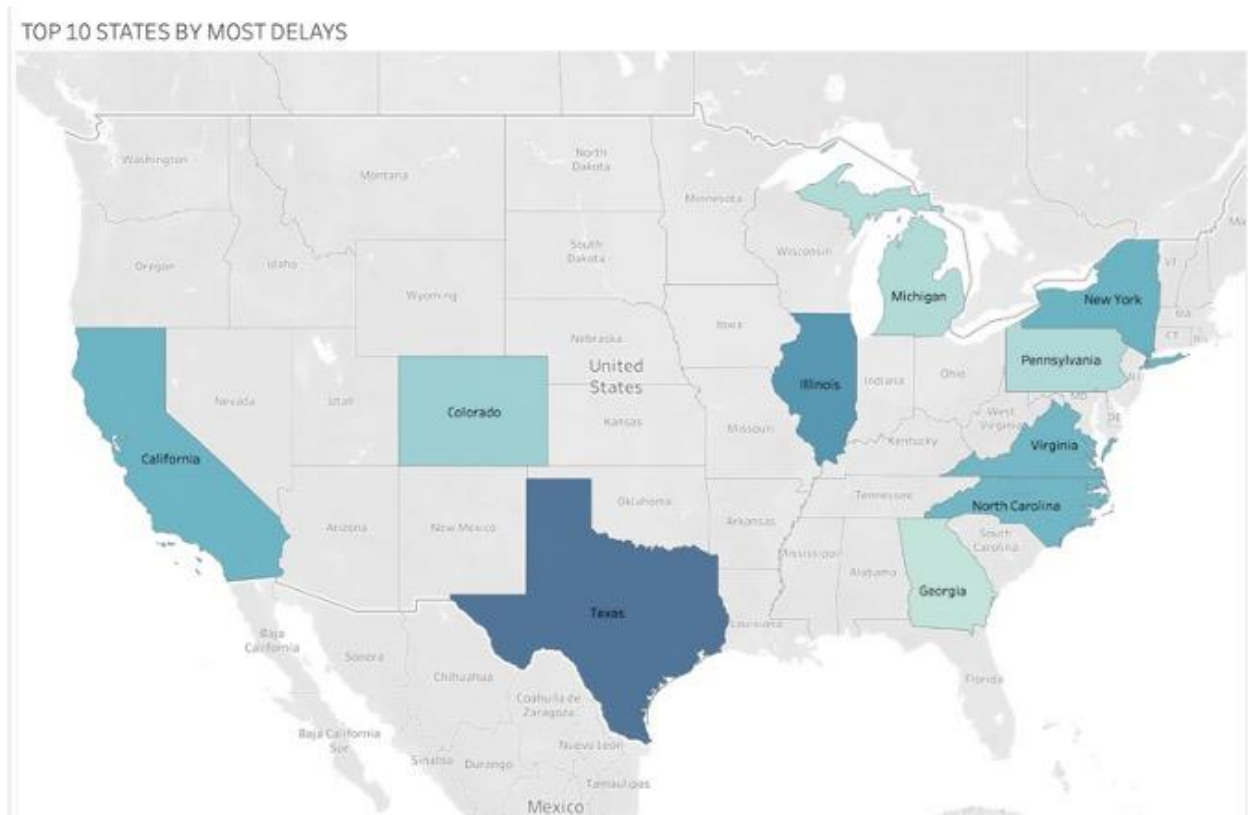 TOP 10 STATES BY MOST DELAYS
Washington
Montana
North
Dakota
Minnesota
Oregon
Idaho
South
Dakota
Wisconsin
Wyoming
Michigan
New York
VT
Ma
MA
CT
Iowa
Nebraska
United
States
Nevada
Utah
Colorado
Kansas
Missouri
Illinois
Indiana
Ohio
Pennsylvania
NJ
MD
DE
West
Virginia
Virginia
Kentucky
California
Arizona
New Mexico
Oklahoma
Arkansas
Tennessee
North Carolina
South
Carolina
Mississippi
Alabama
Georgia
Texas
Louisiana
Florida
Baja
California
Sonora
Chihuahua
Coahuila de
Zaragoza
Baja California
Sur
Sinaloa
Durango
Nuevo León
Tamaulipas
Mexico